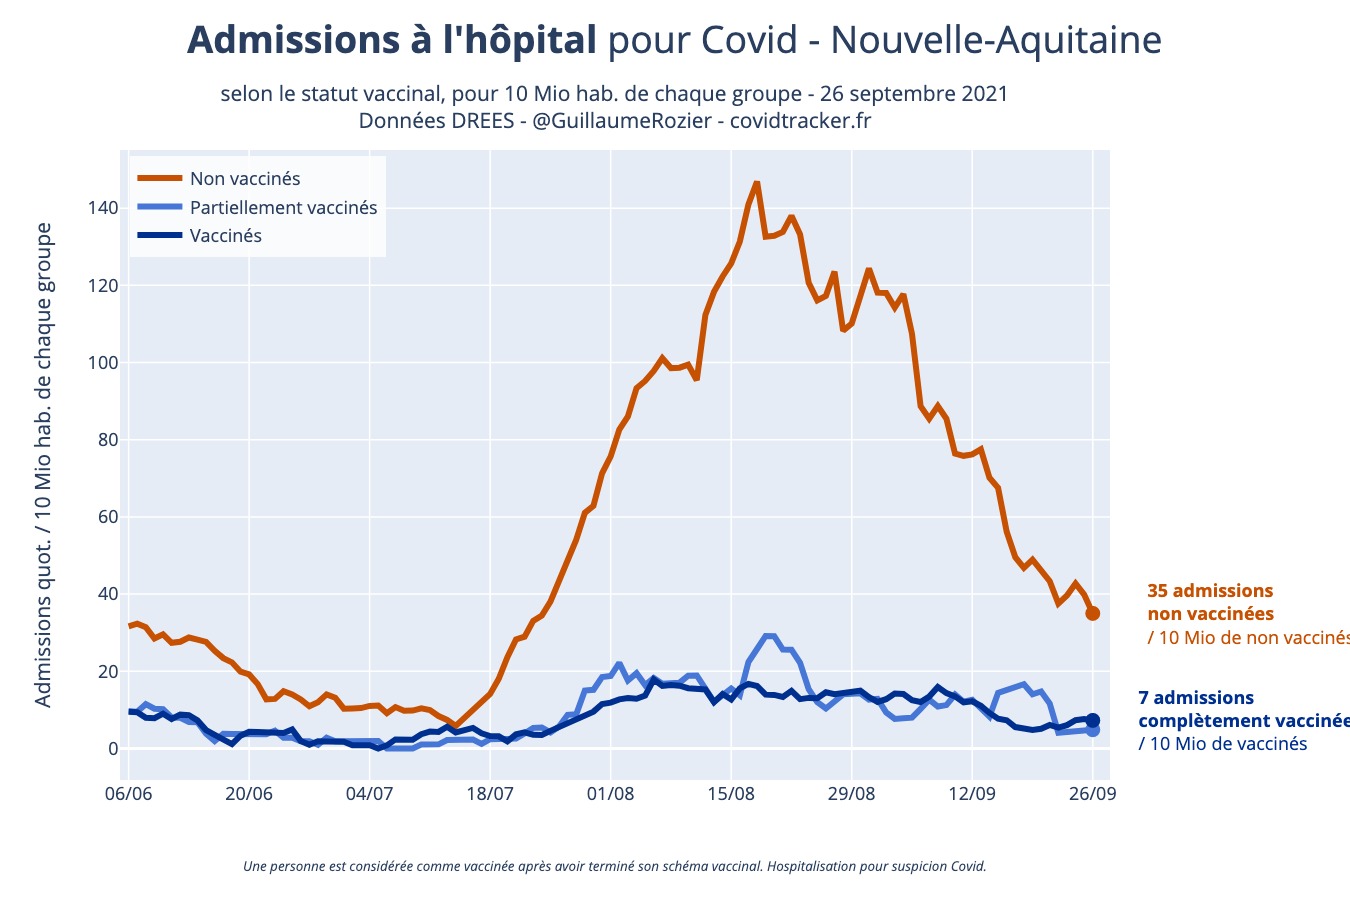 Admissions à l'hôpital pour Covid - Nouvelle-Aquitaine
selon le statut vaccinal, pour 10 Mio hab. de chaque groupe - 26 septembre 2021
Données DREES - @GuillaumeRozier - covidtracker.fr
Non vaccinés
Partiellement vaccinés
Vaccinés
Admissions quot. / 10 Mio hab. de chaque groupe
140
120
100
80
60
40
20
0
06/06 20/06 04/07 18/07 01/08 15/08 29/08 12/09 26/09
35 admissions
non vaccinées
/ 10 Mio de non vaccinés
7 admissions
complètement vaccinée
/ 10 Mio de vaccinés
Une personne est considérée comme vaccinée après avoir terminé son schéma vaccinal. Hospitalisation pour suspicion Covid.